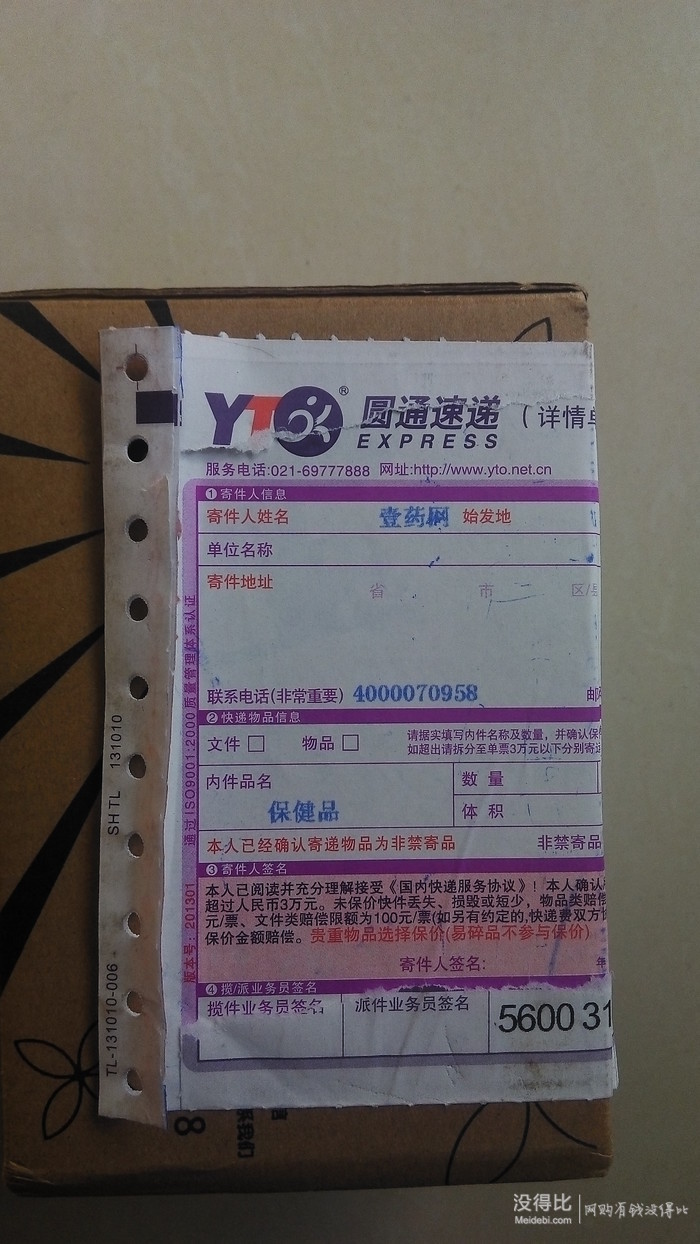 YTO® 圆通速递 （详情单
EXPRESS
服务电话:021-69777888 网址:http://www.yto.net.cn
1 寄件人信息
寄件人姓名 壹药网 始发地
单位名称
寄件地址 省 市 区/县
联系电话(非常重要) 4000070958
2 快递物品信息
文件 □ 物品 □
请据实填写内件名称及数量，并确认保
如超出请拆分至单票3万元以下分别寄
内件品名 数量
保健品 体积
本人已经确认寄递物品为非禁寄品 非禁寄品
3 寄件人签名
本人已阅读并充分理解接受《国内快递服务协议》！本人确认
超过人民币3万元。未保价快件丢失、损毁或短少，物品类赔偿
元/票、文件类赔偿限额为100元/票(如另有约定的,快递费双方
保价金额赔偿。贵重物品选择保价(易碎品不参与保价)
寄件人签名:
4 揽/派业务员签名
揽件业务员签名 派件业务员签名 5600 31
通过ISO9001:2000质量管理体系认证
版本号：201301
SHTL 131010
TL-131010-006
8
系我们
没得比
Meidebi.com
网购有钱没得比